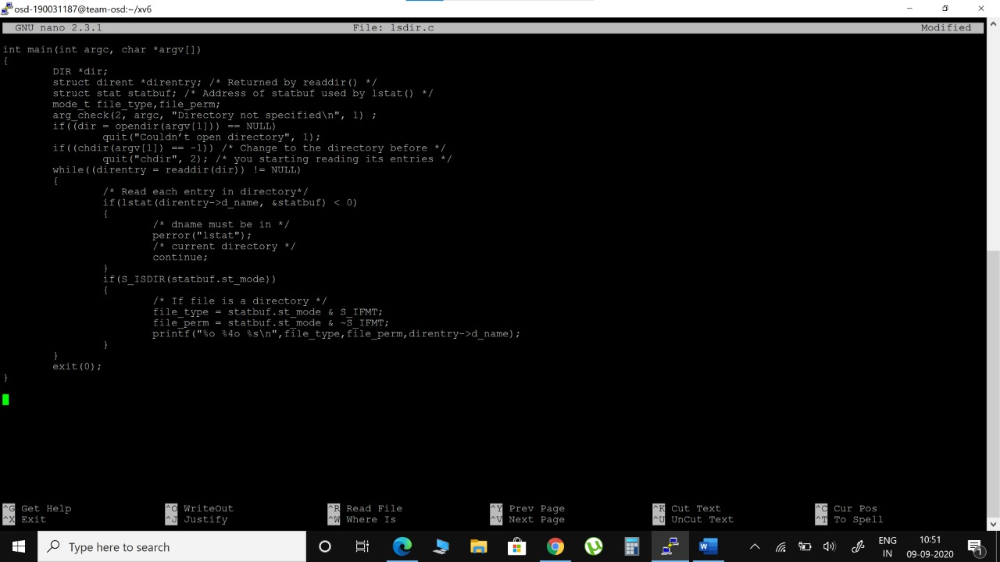 osd-190031187@team-osd:~/xv6
GNU nano 2.3.1 File: lsdir.c Modified
int main(int argc, char *argv[])
{
DIR *dir;
struct dirent *direntry; /* Returned by readdir() */
struct stat statbuf; /* Address of statbuf used by lstat() */
mode_t file_type,file_perm;
arg_check(2, argc, "Directory not specified\n", 1) ;
if((dir = opendir(argv[1])) == NULL)
quit("Couldn't open directory", 1);
if((chdir(argv[1]) == -1)) /* Change to the directory before */
quit("chdir", 2); /* you starting reading its entries */
while((direntry = readdir(dir)) != NULL)
{
/* Read each entry in directory*/
if(lstat(direntry->d_name, &statbuf) < 0)
{
/* dname must be in */
perror("lstat");
/* current directory */
continue;
}
if(S_ISDIR(statbuf.st_mode))
{
/* If file is a directory */
file_type = statbuf.st_mode & S_IFMT;
file_perm = statbuf.st_mode & ~S_IFMT;
printf("%o %4o %s\n",file_type,file_perm,direntry->d_name);
}
}
exit(0);
}
^G Get Help ^O WriteOut ^R Read File ^Y Prev Page ^K Cut Text ^C Cur Pos
^X Exit ^J Justify ^W Where Is ^V Next Page ^U UnCut Text ^T To Spell
Type here to search
ENG
IN
10:51
09-09-2020
1